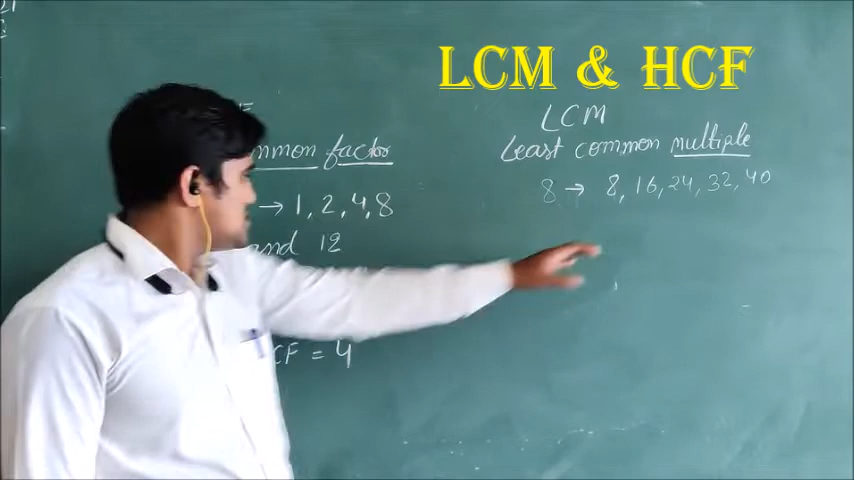 LCM & HCF
mmon factor
→ 1, 2, 4, 8
and 12
CF = 4
LCM
Least common multiple
8 → 8, 16, 24, 32, 40